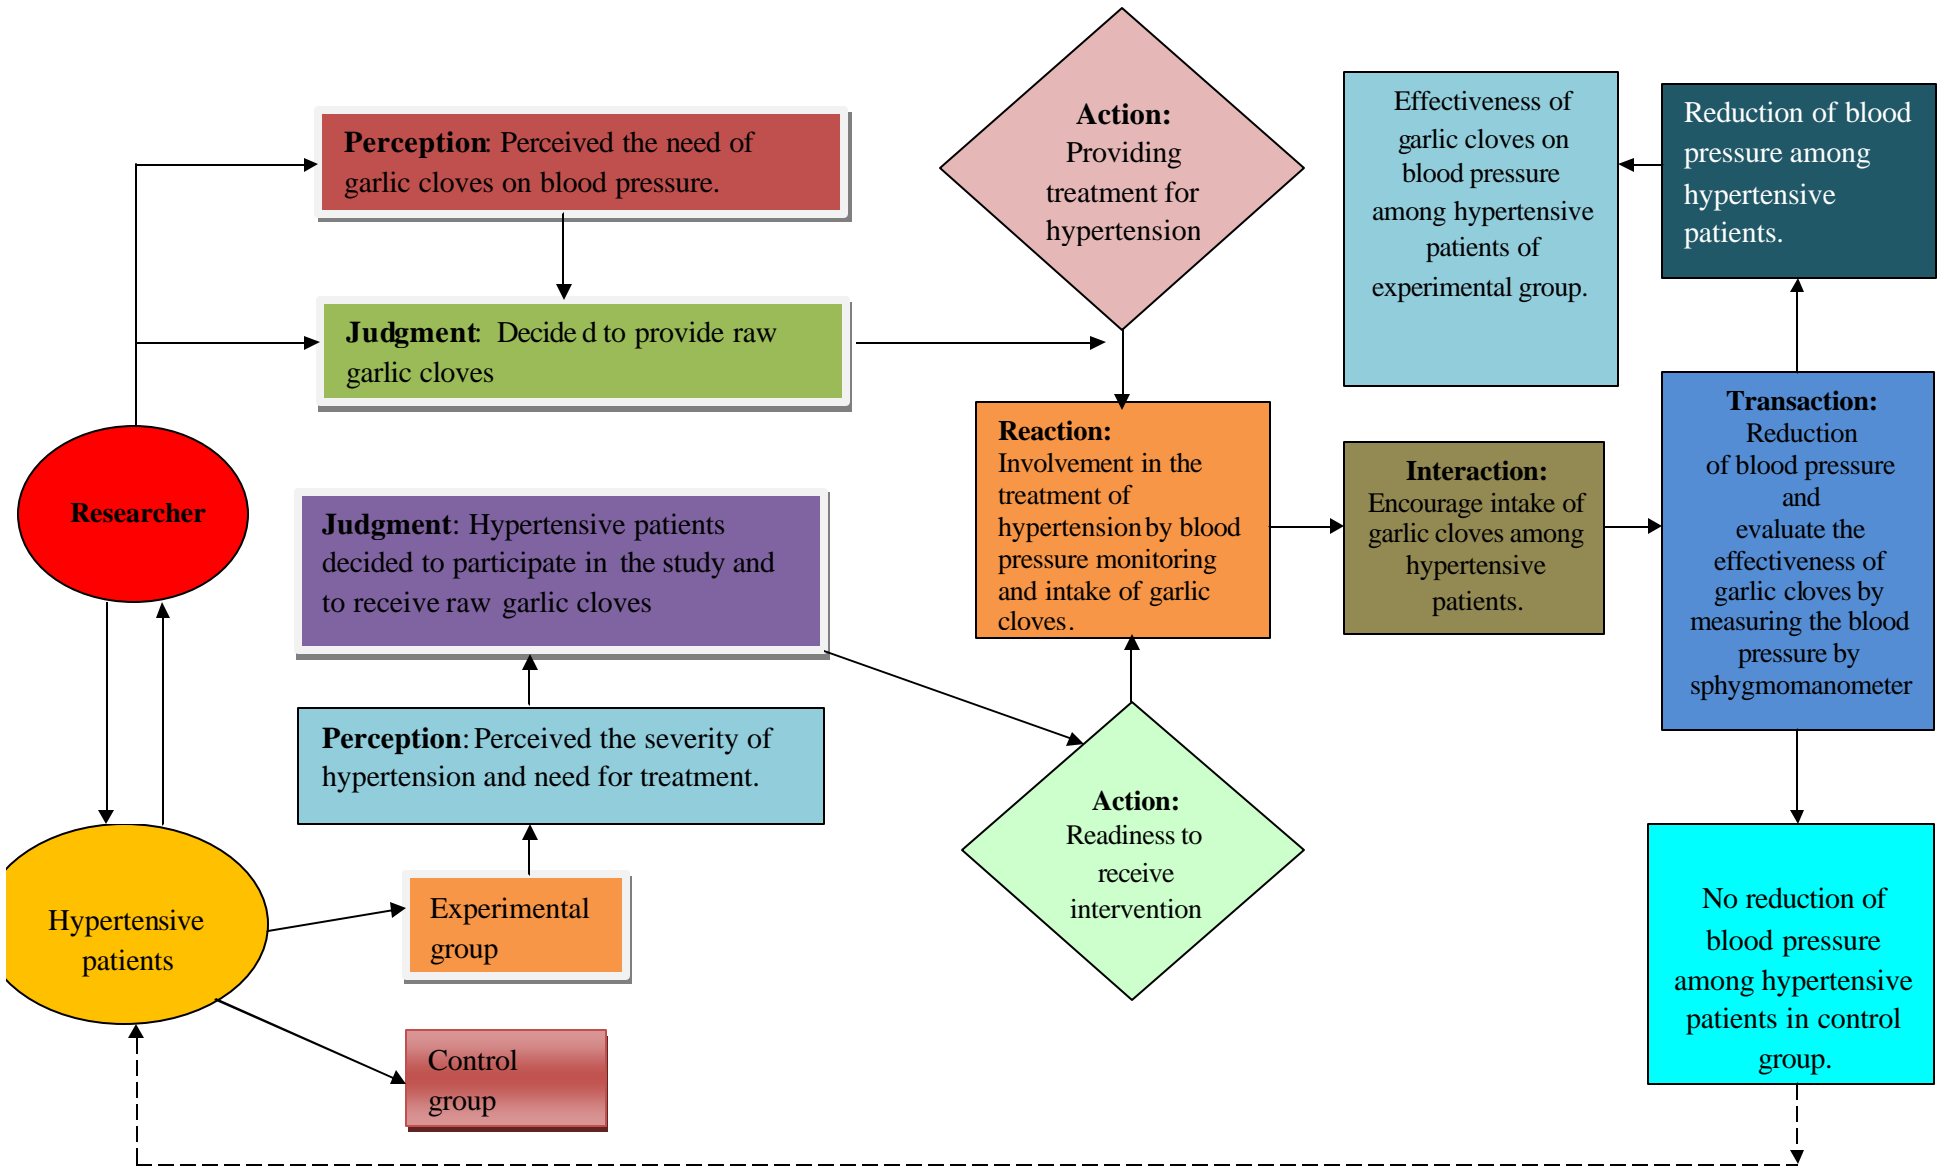 Perception: Perceived the need of
garlic cloves on blood pressure.
Judgment: Decided to provide raw
garlic cloves
Researcher
Judgment: Hypertensive patients
decided to participate in the study and
to receive raw garlic cloves
Perception: Perceived the severity of
hypertension and need for treatment.
Hypertensive
patients
Experimental
group
Control
group
Action:
Providing
treatment for
hypertension
Reaction:
Involvement in the
treatment of
hypertension by blood
pressure monitoring
and intake of garlic
cloves.
Action:
Readiness to
receive
intervention
Interaction:
Encourage intake of
garlic cloves among
hypertensive
patients.
Effectiveness of
garlic cloves on
blood pressure
among hypertensive
patients of
experimental group.
Reduction of blood
pressure among
hypertensive
patients.
Transaction:
Reduction
of blood pressure
and
evaluate the
effectiveness of
garlic cloves by
measuring the blood
pressure by
sphygmomanometer
No reduction of
blood pressure
among hypertensive
patients in control
group.